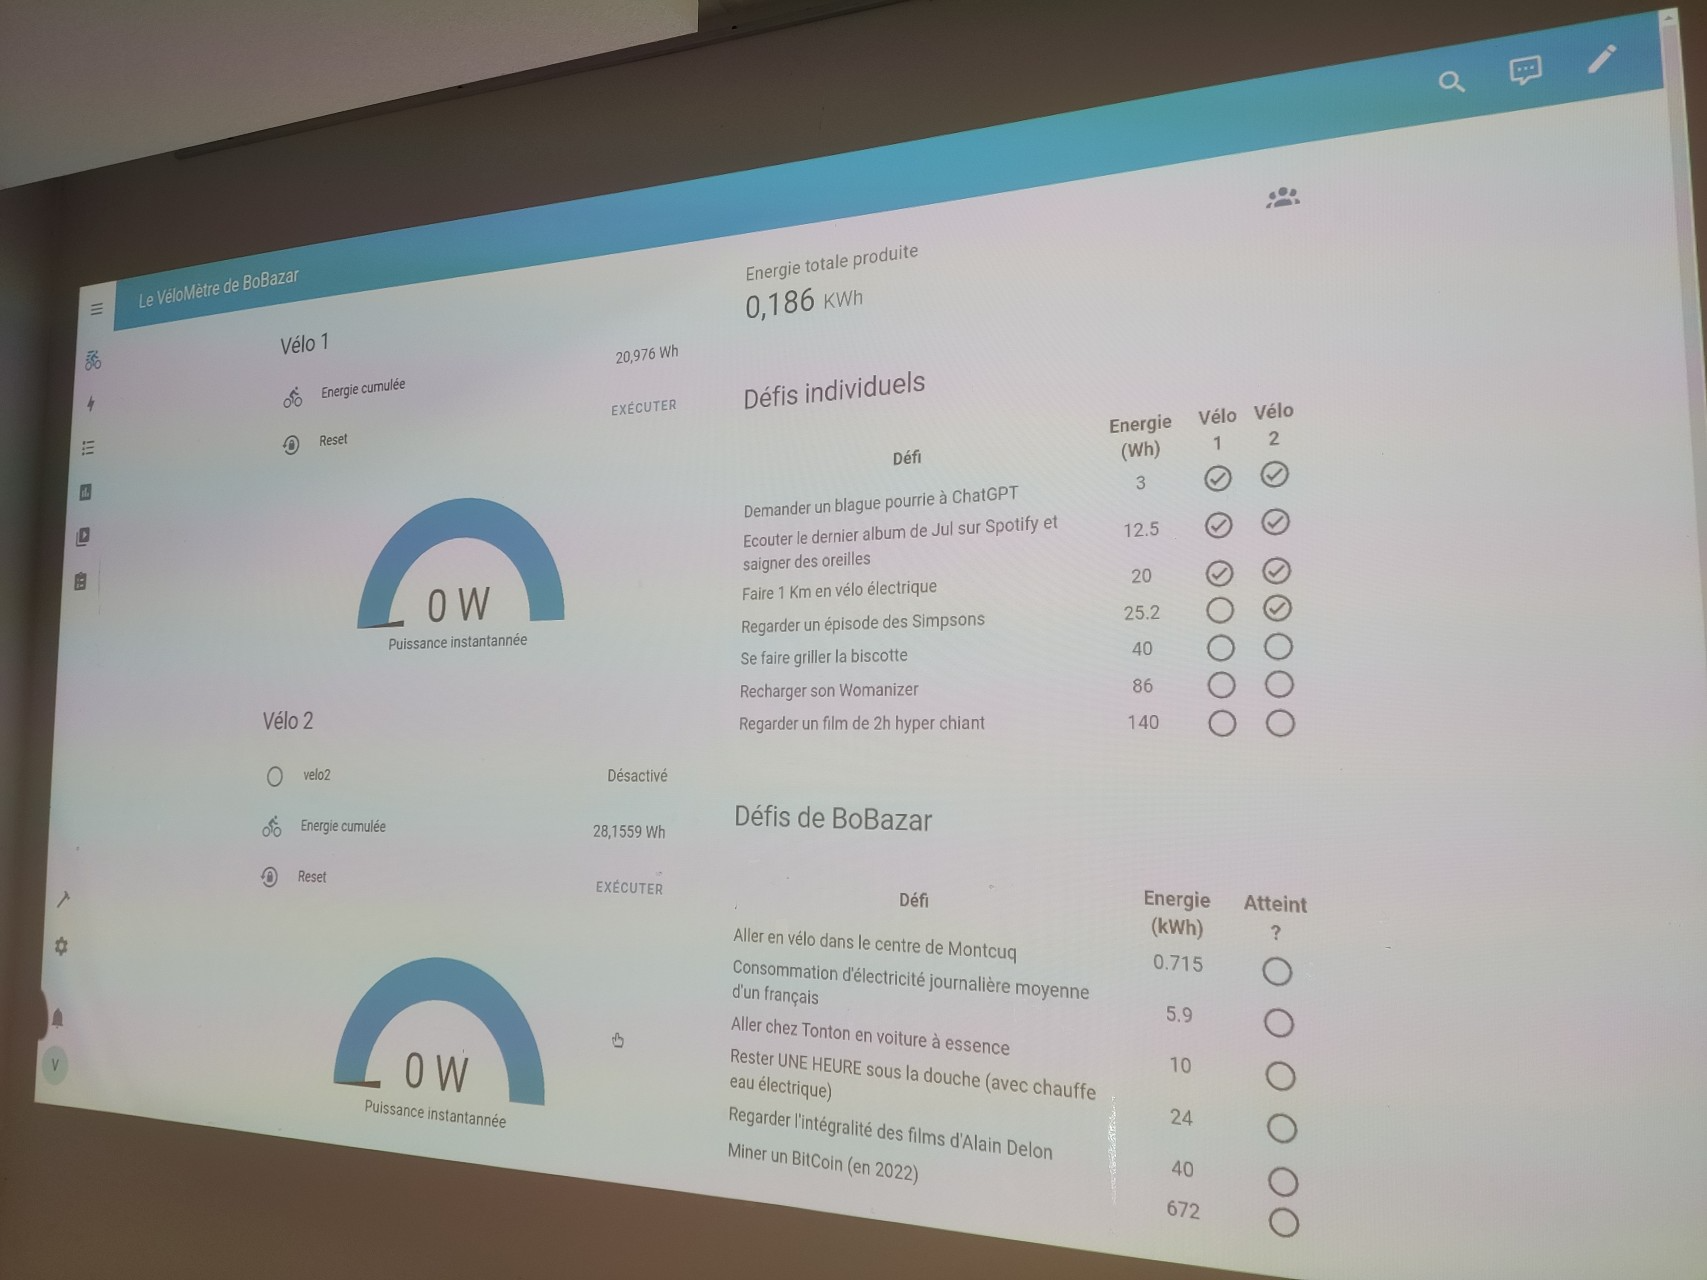 Le VéloMètre de BoBazar
Vélo 1
Energie cumulée
20,976 Wh
Reset
EXÉCUTER
0 W
Puissance instantannée
Vélo 2
velo2
Désactivé
Energie cumulée
28,1559 Wh
Reset
EXÉCUTER
0 W
Puissance instantannée
V
Energie totale produite
0,186 KWh
Défis individuels
Défi
Energie
(Wh)
Vélo
1
Vélo
2
Demander un blague pourrie à ChatGPT
3
Ecouter le dernier album de Jul sur Spotify et
saigner des oreilles
12.5
Faire 1 Km en vélo électrique
20
Regarder un épisode des Simpsons
25.2
Se faire griller la biscotte
40
Recharger son Womanizer
86
Regarder un film de 2h hyper chiant
140
Défis de BoBazar
Défi
Energie
(kWh)
Atteint
?
Aller en vélo dans le centre de Montcuq
0.715
Consommation d'électricité journalière moyenne
d'un français
5.9
Aller chez Tonton en voiture à essence
10
Rester UNE HEURE sous la douche (avec chauffe
eau électrique)
24
Regarder l'intégralité des films d'Alain Delon
40
Miner un BitCoin (en 2022)
672